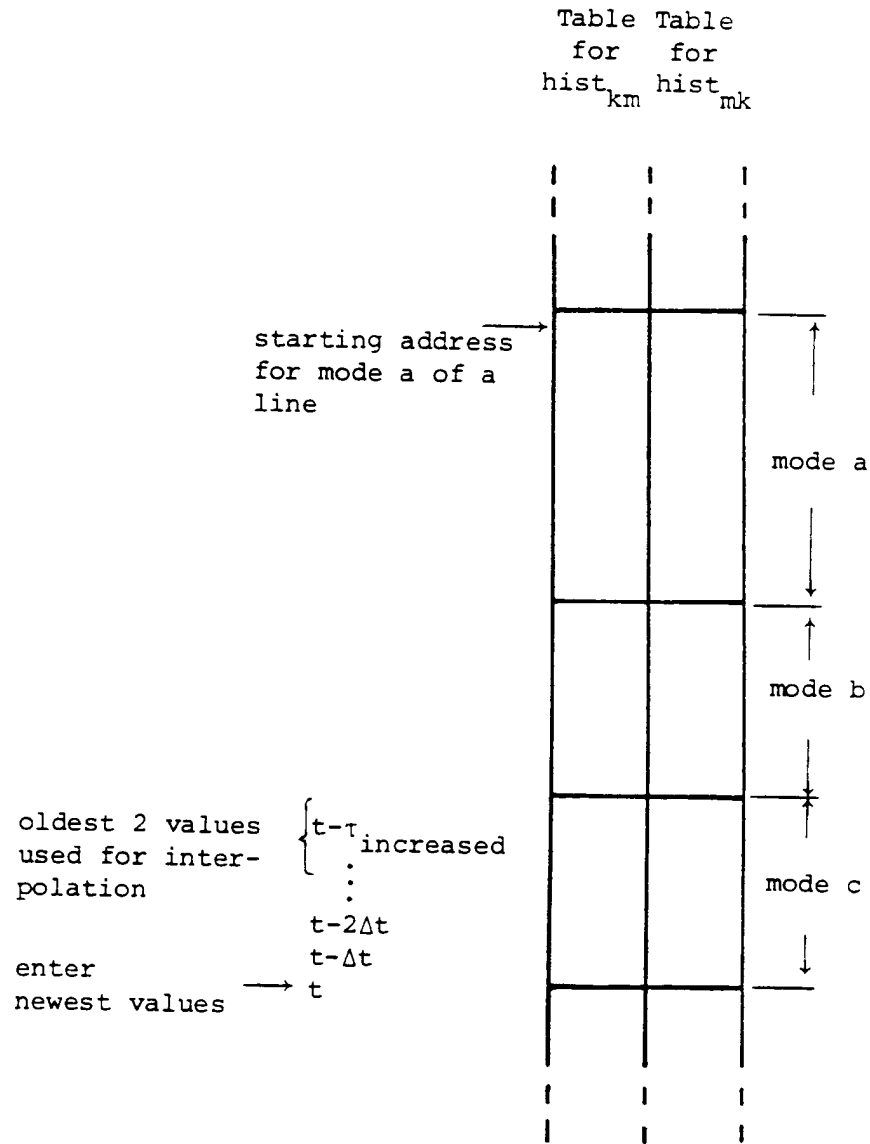 Table Table
for for
hist_km hist_mk
starting address
for mode a of a
line
mode a
mode b
oldest 2 values
used for inter-
polation
t-τ_increased
mode c
t-2Δt
t-Δt
enter
newest values
t